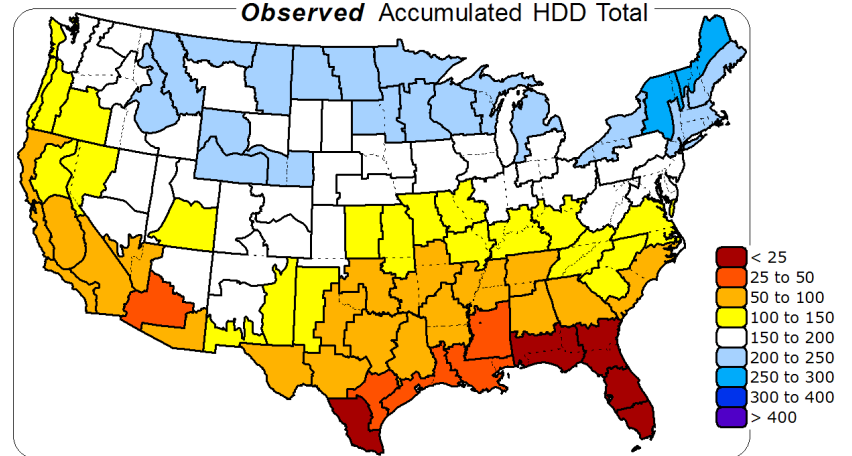 Observed Accumulated HDD Total
< 25
25 to 50
50 to 100
100 to 150
150 to 200
200 to 250
250 to 300
300 to 400
> 400